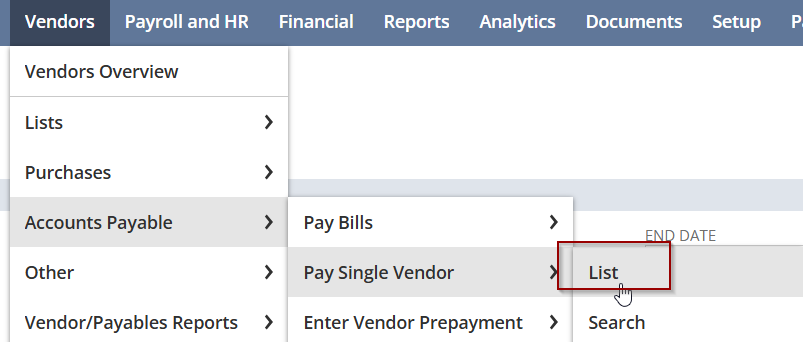 Vendors Payroll and HR Financial Reports Analytics Documents Setup P
Vendors Overview
Lists
Purchases
Accounts Payable
Other
Vendor/Payables Reports
Pay Bills
Pay Single Vendor
Enter Vendor Prepayment
END DATE
List
Search